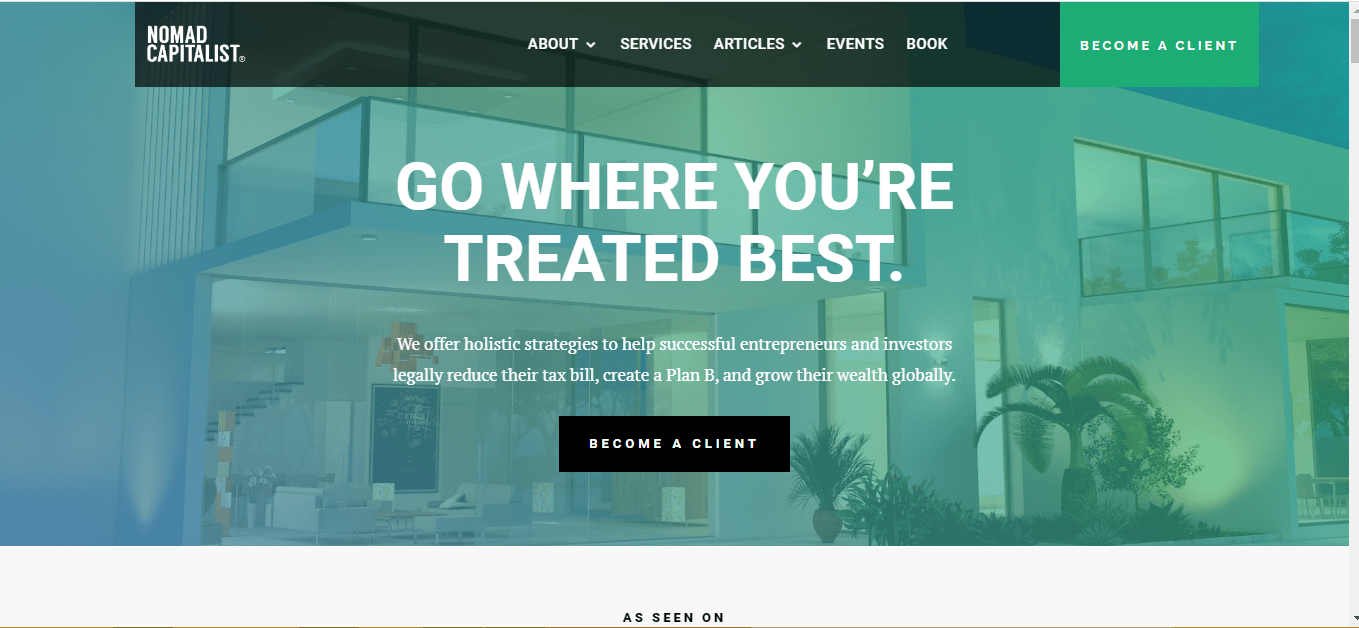 NOMAD
CAPITALIST®
ABOUT
SERVICES
ARTICLES
EVENTS
BOOK
BECOME A CLIENT
GO WHERE YOU’RE
TREATED BEST.
We offer holistic strategies to help successful entrepreneurs and investors
legally reduce their tax bill, create a Plan B, and grow their wealth globally.
BECOME A CLIENT
AS SEEN ON